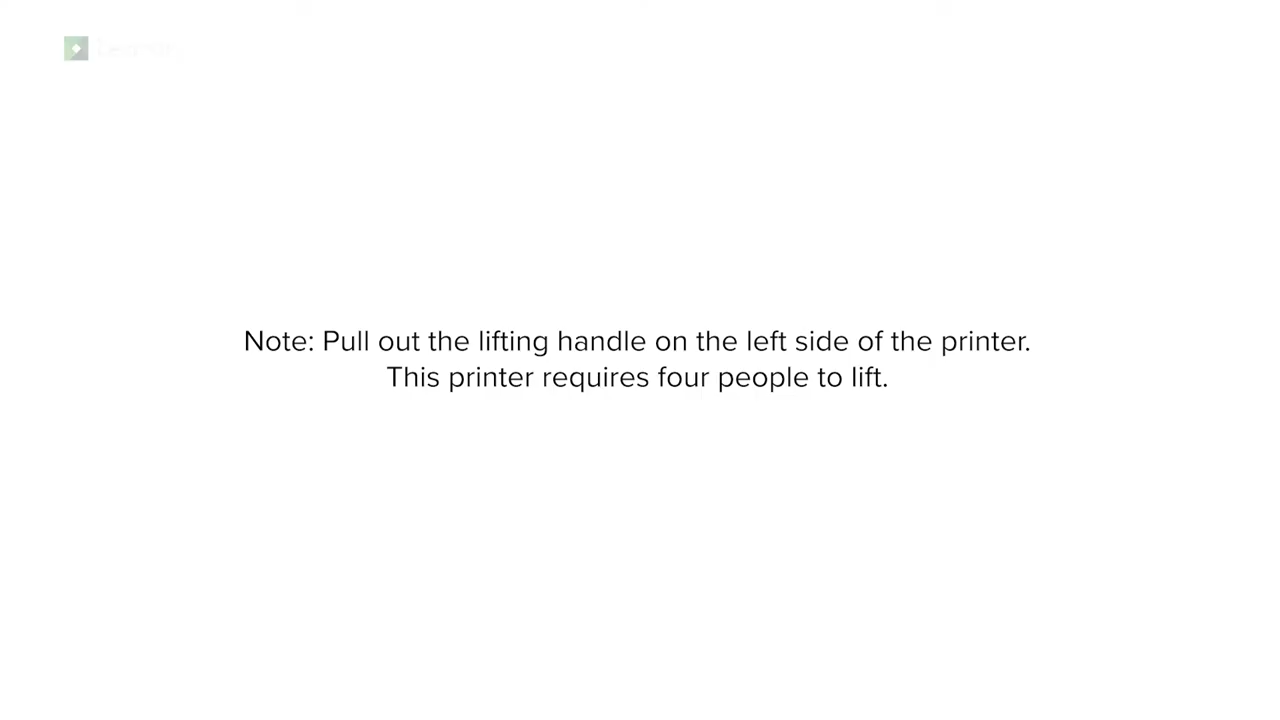 Note: Pull out the lifting handle on the left side of the printer.
This printer requires four people to lift.